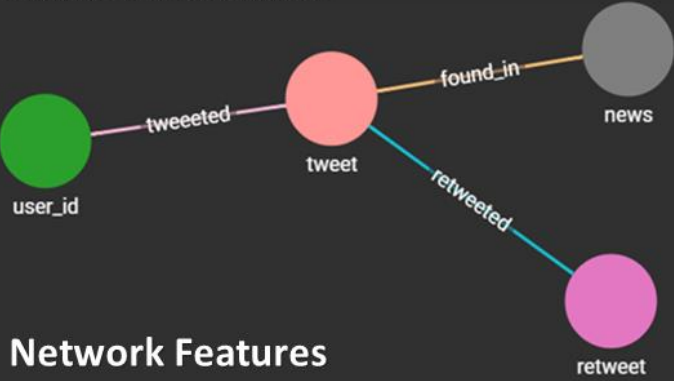 found_in
news
tweeeted
tweet
user_id
retweeted
Network Features
retweet